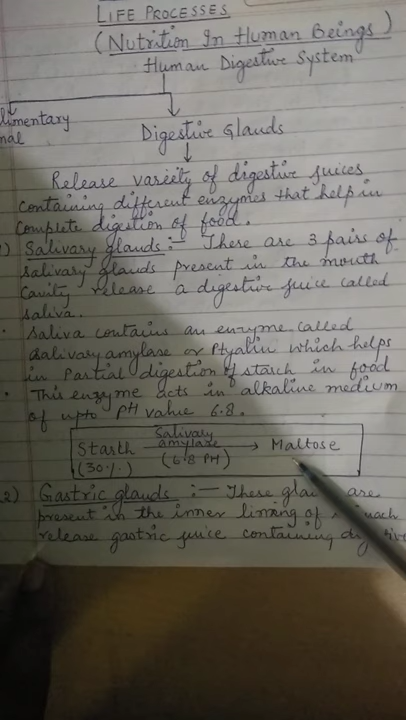 LIFE PROCESSES
(Nutrition In Human Beings)
Human Digestive System
limentary
nal
Digestive Glands
Release variety of digestive juices
containing different enzymes that help in
complete digestion of food.
1) Salivary glands :- There are 3 pairs of
salivary glands present in the mouth
cavity release a digestive juice called
saliva.
• Saliva contains an enzyme called
salivary amylase or Ptyalin which helps
in Partial digestion of starch in food
• This enzyme acts in alkaline medium
of upto PH value 6.8.
Salivary
Starth amylase → Maltose
(30%) (6.8 PH)
2) Gastric glands :- These are
present in the inner linning of
release gastric juice containing